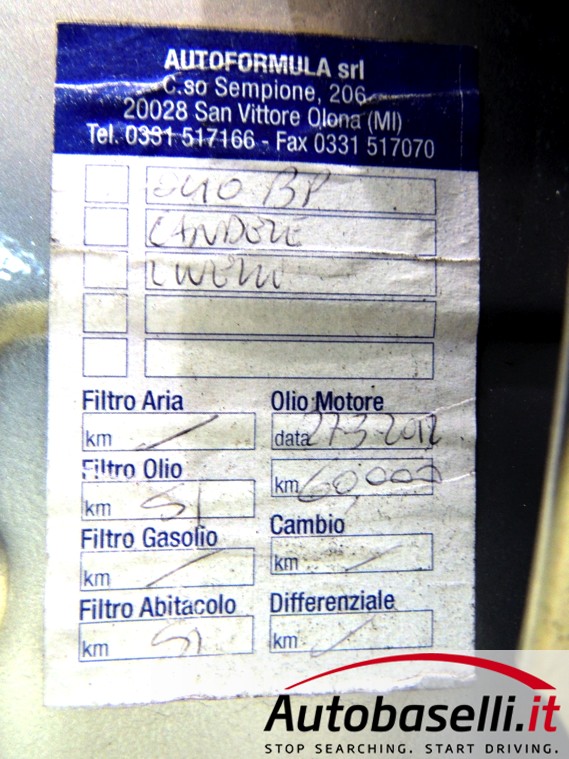 AUTOFORMULA srl
C.so Sempione, 206
20028 San Vittore Olona (MI)
Tel. 0331 517166 - Fax 0331 517070
OLIO BP
CANDELE
LIVELLI
Filtro Aria
km /
Olio Motore
data 27 3 2012
Filtro Olio
km SI
km 60000
Filtro Gasolio
km /
Cambio
km /
Filtro Abitacolo
km SI
Differenziale
km /
Autobaselli.it
STOP SEARCHING. START DRIVING.